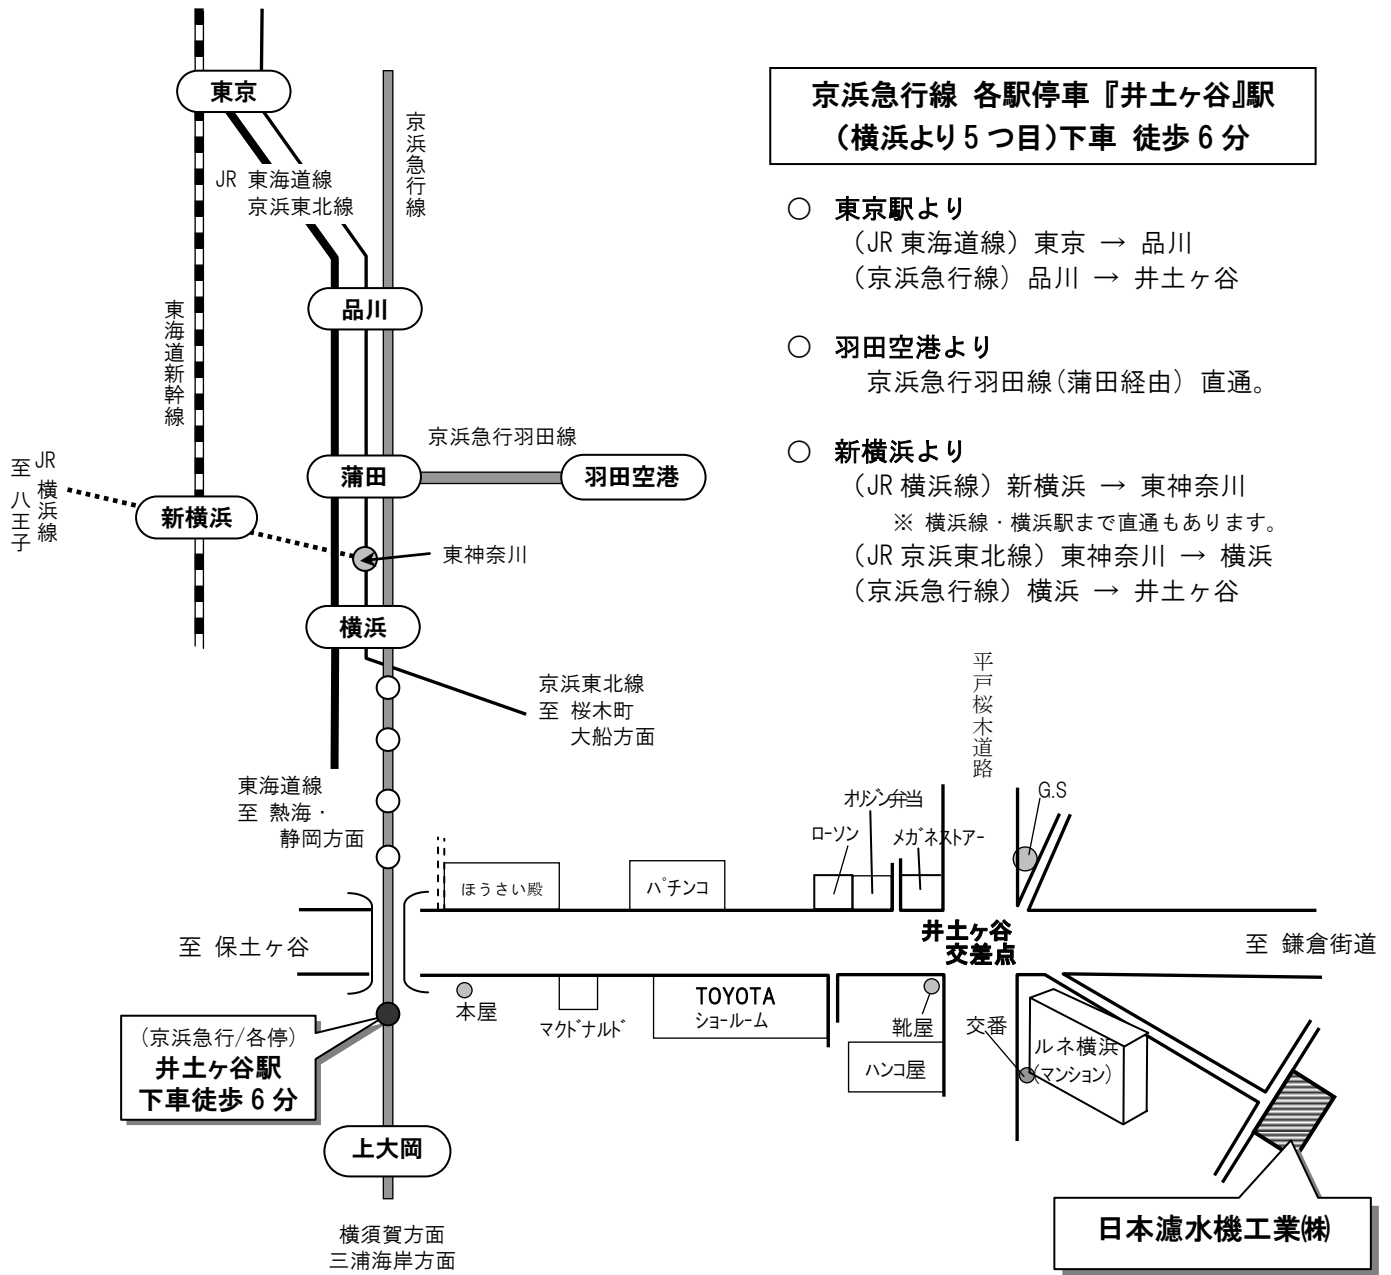 京浜急行線 各駅停車『井土ヶ谷』駅
(横浜より5つ目)下車 徒歩6分
○ 東京駅より
(JR東海道線) 東京 → 品川
(京浜急行線) 品川 → 井土ヶ谷
○ 羽田空港より
京浜急行羽田線(蒲田経由) 直通。
○ 新横浜より
(JR横浜線) 新横浜 → 東神奈川
※ 横浜線・横浜駅まで直通もあります。
(JR京浜東北線) 東神奈川 → 横浜
(京浜急行線) 横浜 → 井土ヶ谷
東京
京浜急行線
JR 東海道線
京浜東北線
品川
東海道新幹線
京浜急行羽田線
蒲田
羽田空港
JR横浜線
至 八王子
新横浜
東神奈川
横浜
京浜東北線
至 桜木町
大船方面
東海道線
至 熱海・
静岡方面
平戸桜木道路
G.S
オリジン弁当
ローソン
メガネストアー
ほうさい殿
パチンコ
井土ヶ谷
交差点
至 保土ヶ谷
至 鎌倉街道
本屋
マクドナルド
TOYOTA
ショールーム
靴屋
ハンコ屋
交番
ルネ横浜
(マンション)
(京浜急行/各停)
井土ヶ谷駅
下車徒歩6分
上大岡
横須賀方面
三浦海岸方面
日本濾水機工業㈱